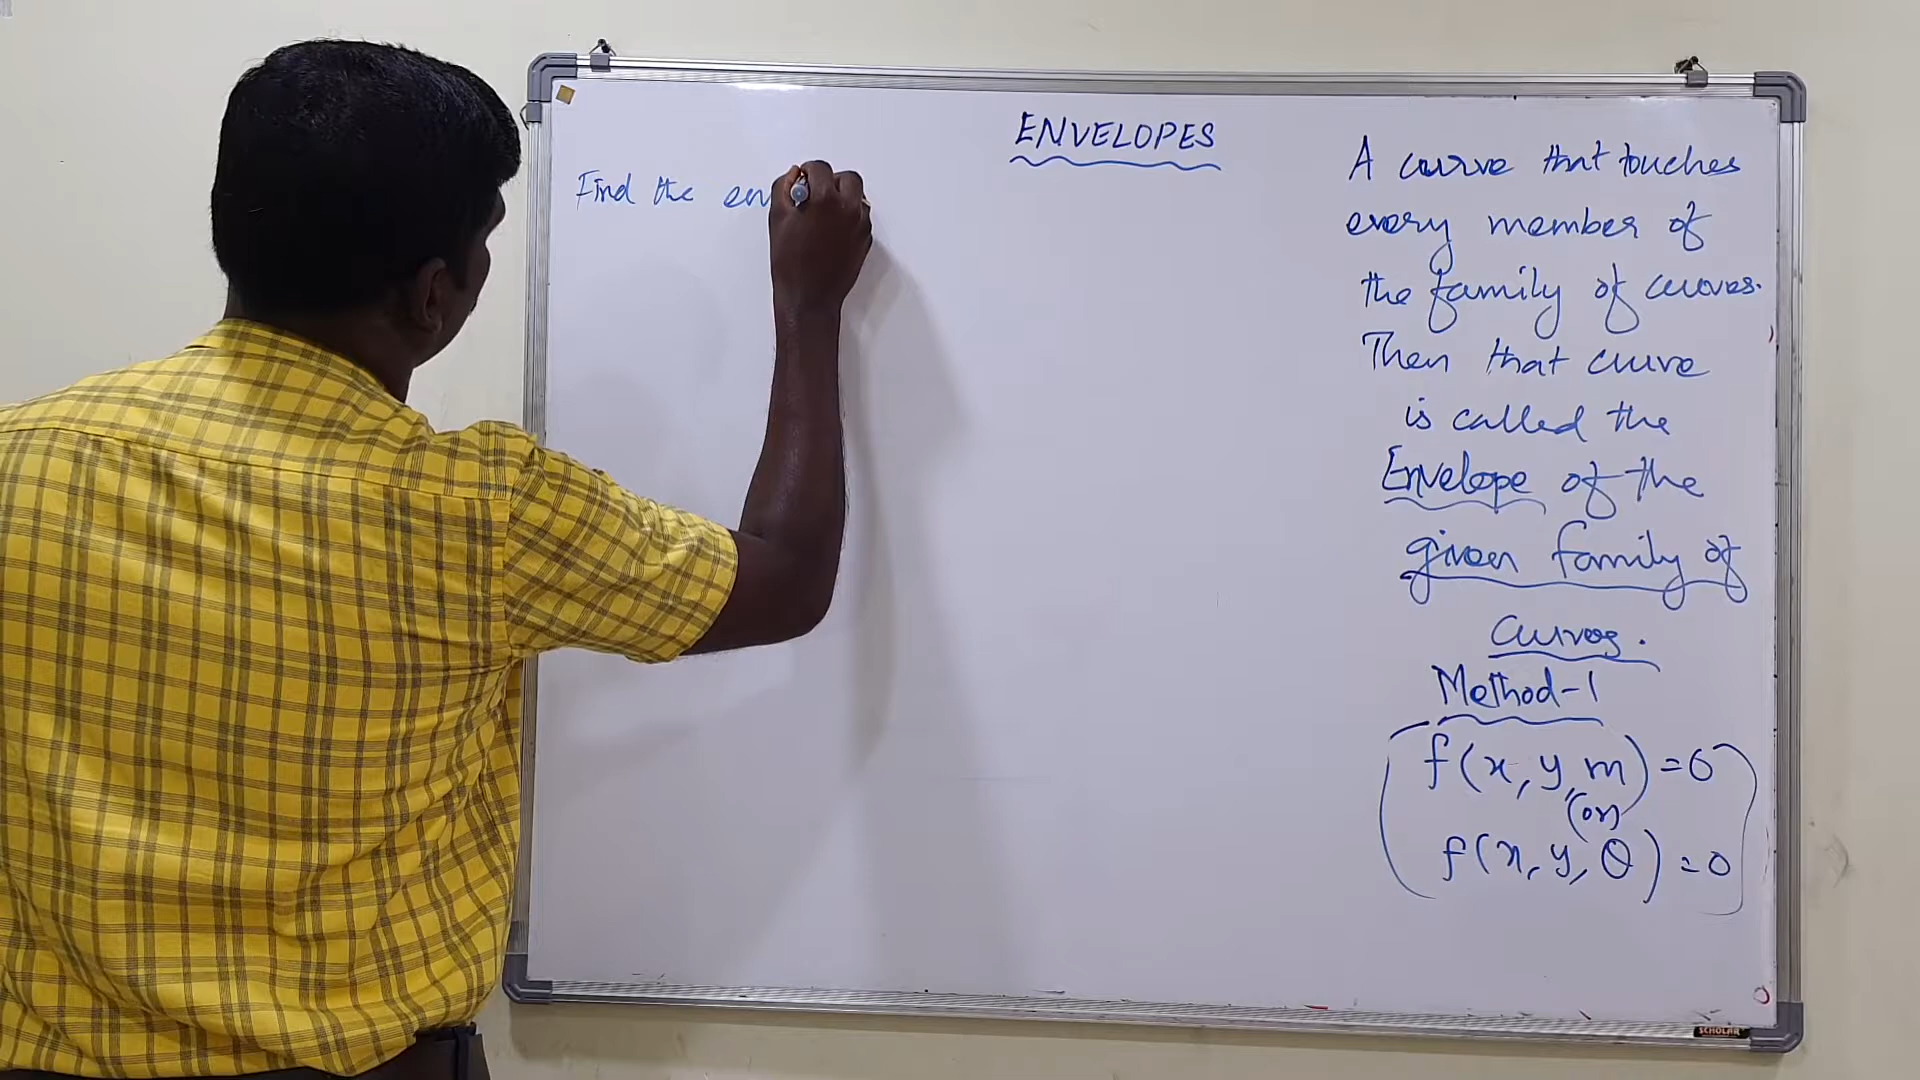 ENVELOPES
Find the en
A curve that touches
every member of
the family of curves.
Then that curve
is called the
Envelope of the
given family of
Curves.
Method-1
f(x, y, m) = 0
(or)
f(x, y, θ) = 0
SCHOLAR